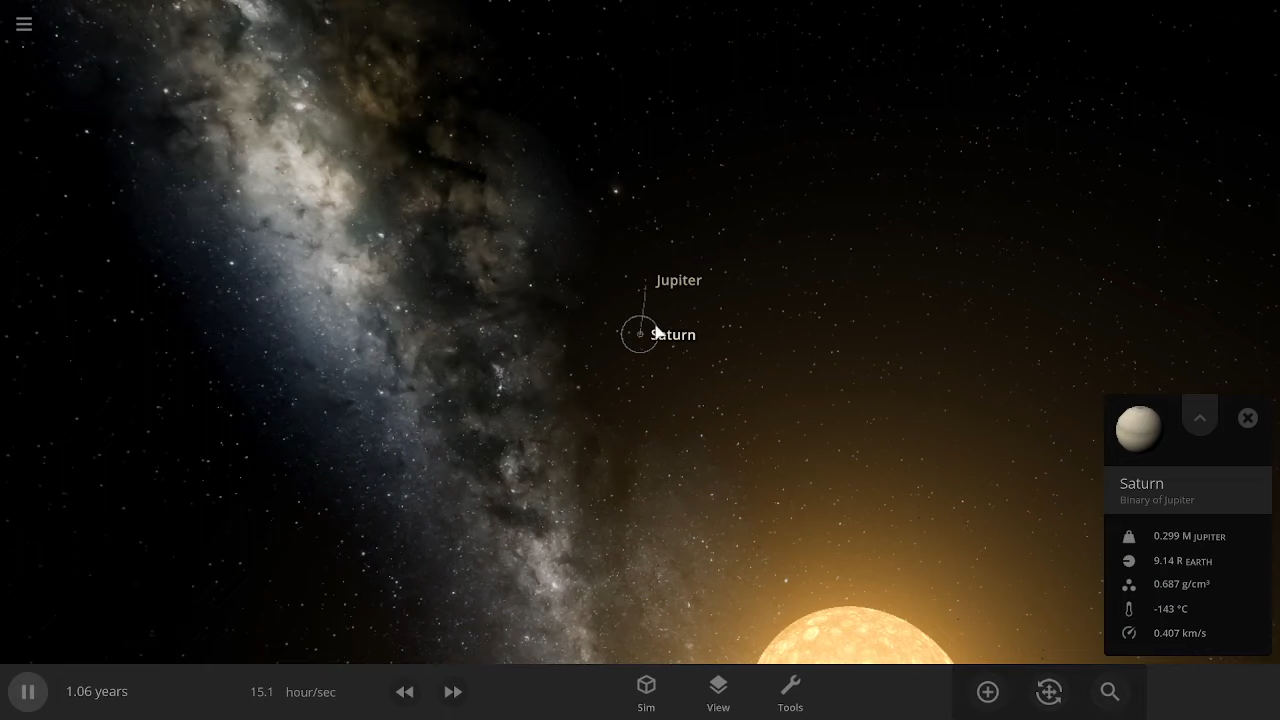 Jupiter
Saturn
Saturn
Binary of Jupiter
0.299 M JUPITER
9.14 R EARTH
0.687 g/cm³
-143 °C
0.407 km/s
1.06 years
15.1 hour/sec
Sim
View
Tools